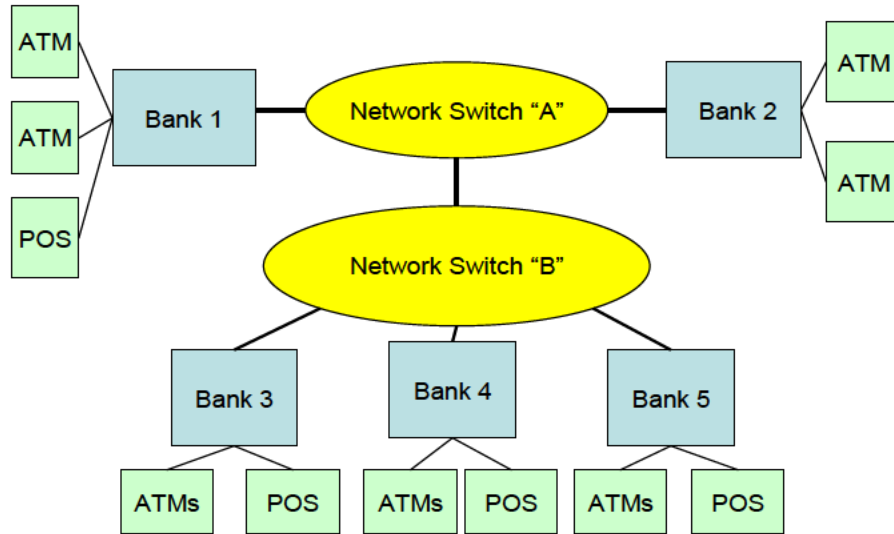 ATM
ATM
POS
Bank 1
Network Switch “A”
Bank 2
ATM
ATM
Network Switch “B”
Bank 3
Bank 4
Bank 5
ATMs
POS
ATMs
POS
ATMs
POS